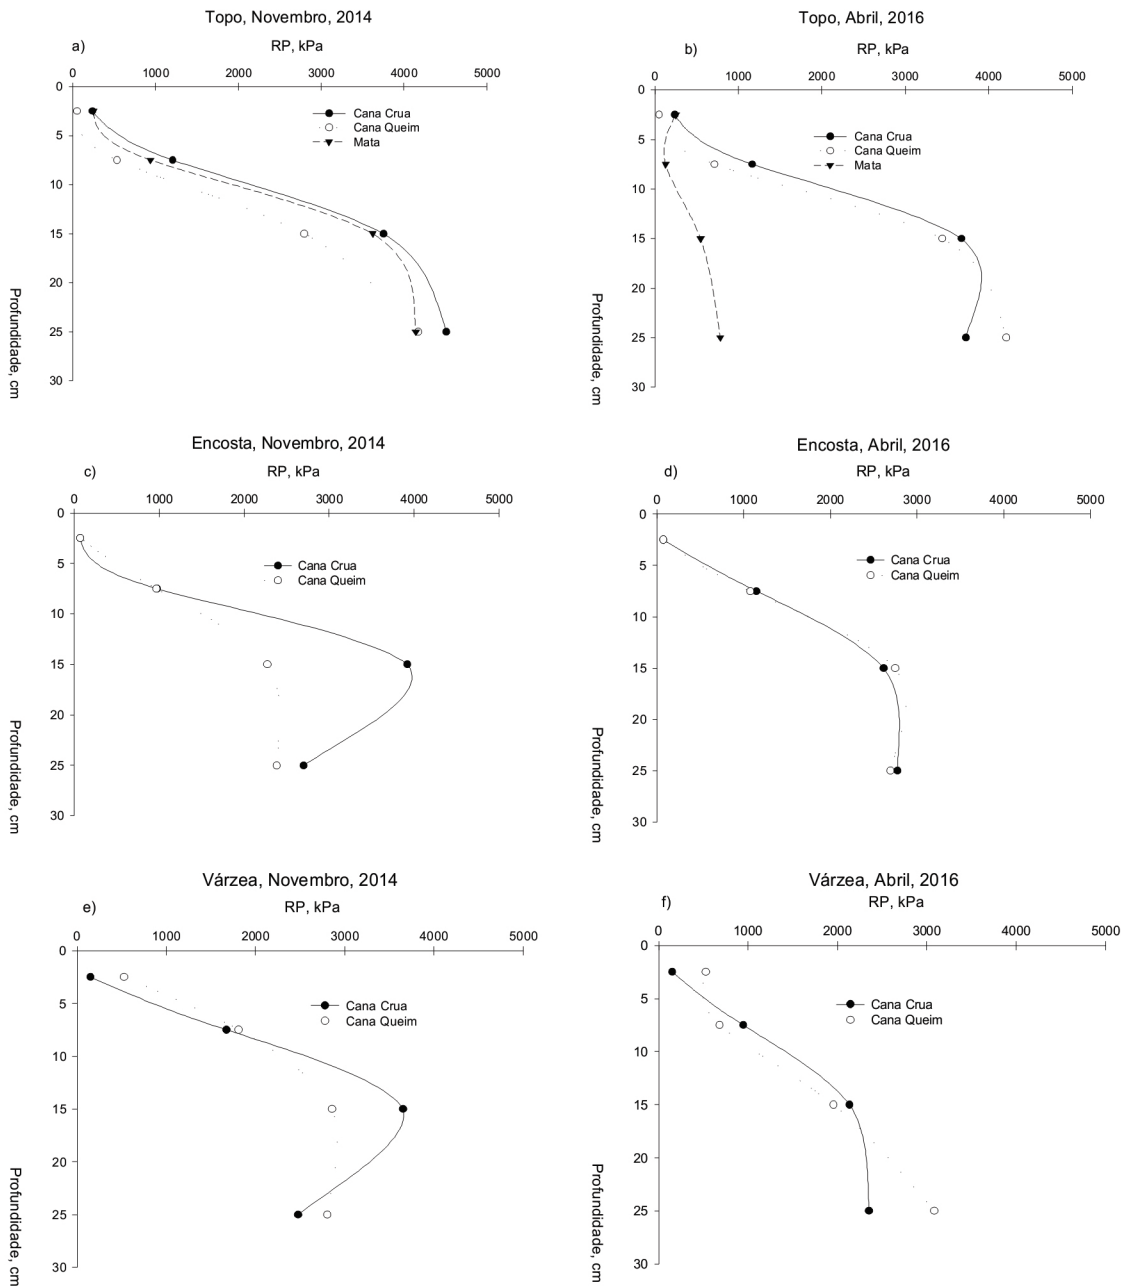 Topo, Novembro, 2014
a)
RP, kPa
0 1000 2000 3000 4000 5000
0
5
10
15
20
25
30
Profundidade, cm
Cana Crua
Cana Queim
Mata
Topo, Abril, 2016
b)
RP, kPa
0 1000 2000 3000 4000 5000
0
5
10
15
20
25
30
Profundidade, cm
Cana Crua
Cana Queim
Mata
Encosta, Novembro, 2014
c)
RP, kPa
0 1000 2000 3000 4000 5000
0
5
10
15
20
25
30
Profundidade, cm
Cana Crua
Cana Queim
Encosta, Abril, 2016
d)
RP, kPa
0 1000 2000 3000 4000 5000
0
5
10
15
20
25
30
Profundidade, cm
Cana Crua
Cana Queim
Várzea, Novembro, 2014
e)
RP, kPa
0 1000 2000 3000 4000 5000
0
5
10
15
20
25
30
Profundidade, cm
Cana Crua
Cana Queim
Várzea, Abril, 2016
f)
RP, kPa
0 1000 2000 3000 4000 5000
0
5
10
15
20
25
30
Profundidade, cm
Cana Crua
Cana Queim